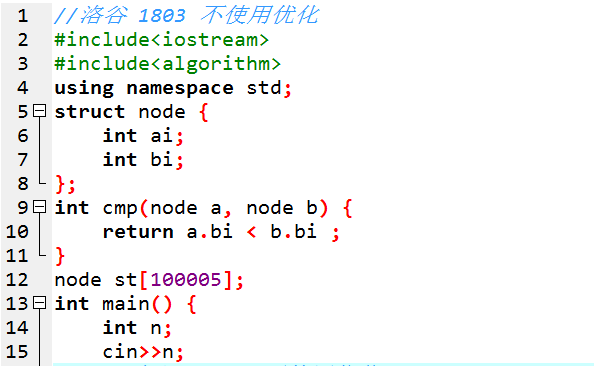 1 //洛谷 1803 不使用优化
2 #include<iostream>
3 #include<algorithm>
4 using namespace std;
5 struct node {
6 int ai;
7 int bi;
8 };
9 int cmp(node a, node b) {
10 return a.bi < b.bi ;
11 }
12 node st[100005];
13 int main() {
14 int n;
15 cin>>n;